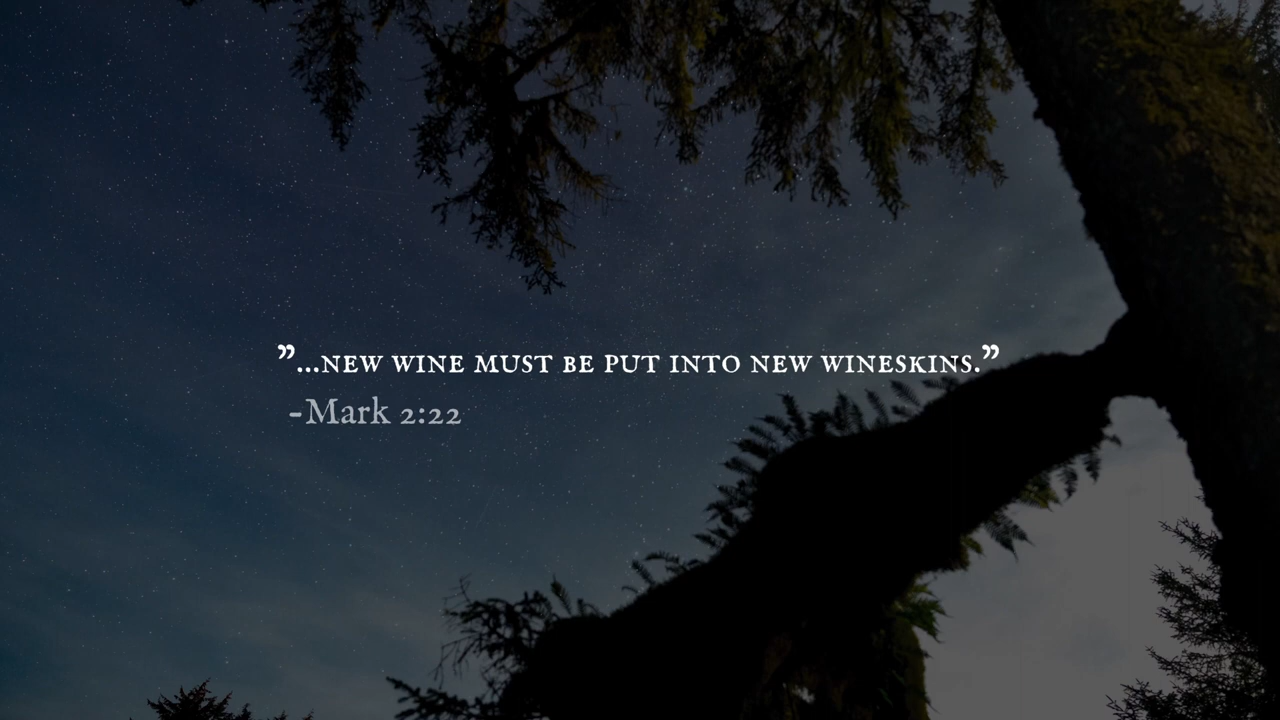 ”...new wine must be put into new wineskins.”
-Mark 2:22